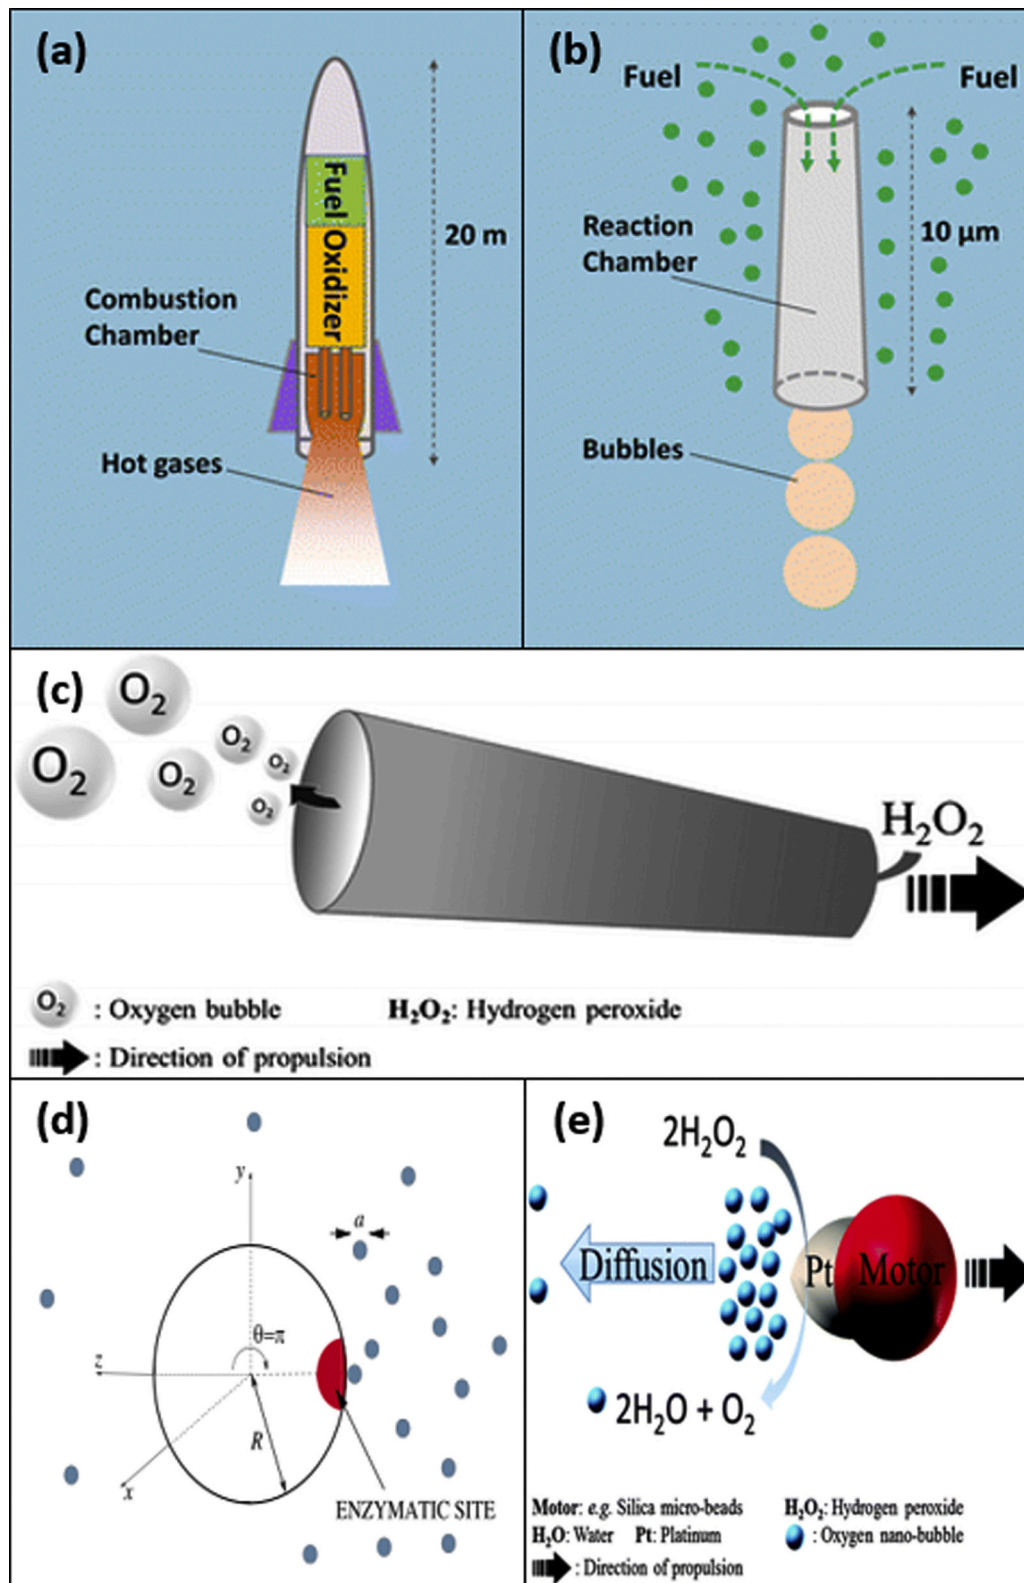 (a)
Fuel
Oxidizer
20 m
Combustion
Chamber
Hot gases
(b)
Fuel
Fuel
Reaction
Chamber
10 µm
Bubbles
(c)
O₂
O₂
O₂
O₂
O₂
O₂
H₂O₂
O₂ : Oxygen bubble
H₂O₂: Hydrogen peroxide
: Direction of propulsion
(d)
y
a
θ=π
z
R
x
ENZYMATIC SITE
(e)
2H₂O₂
Diffusion
Pt
Motor
2H₂O + O₂
Motor: e.g. Silica micro-beads
H₂O₂: Hydrogen peroxide
H₂O: Water Pt: Platinum
: Oxygen nano-bubble
: Direction of propulsion